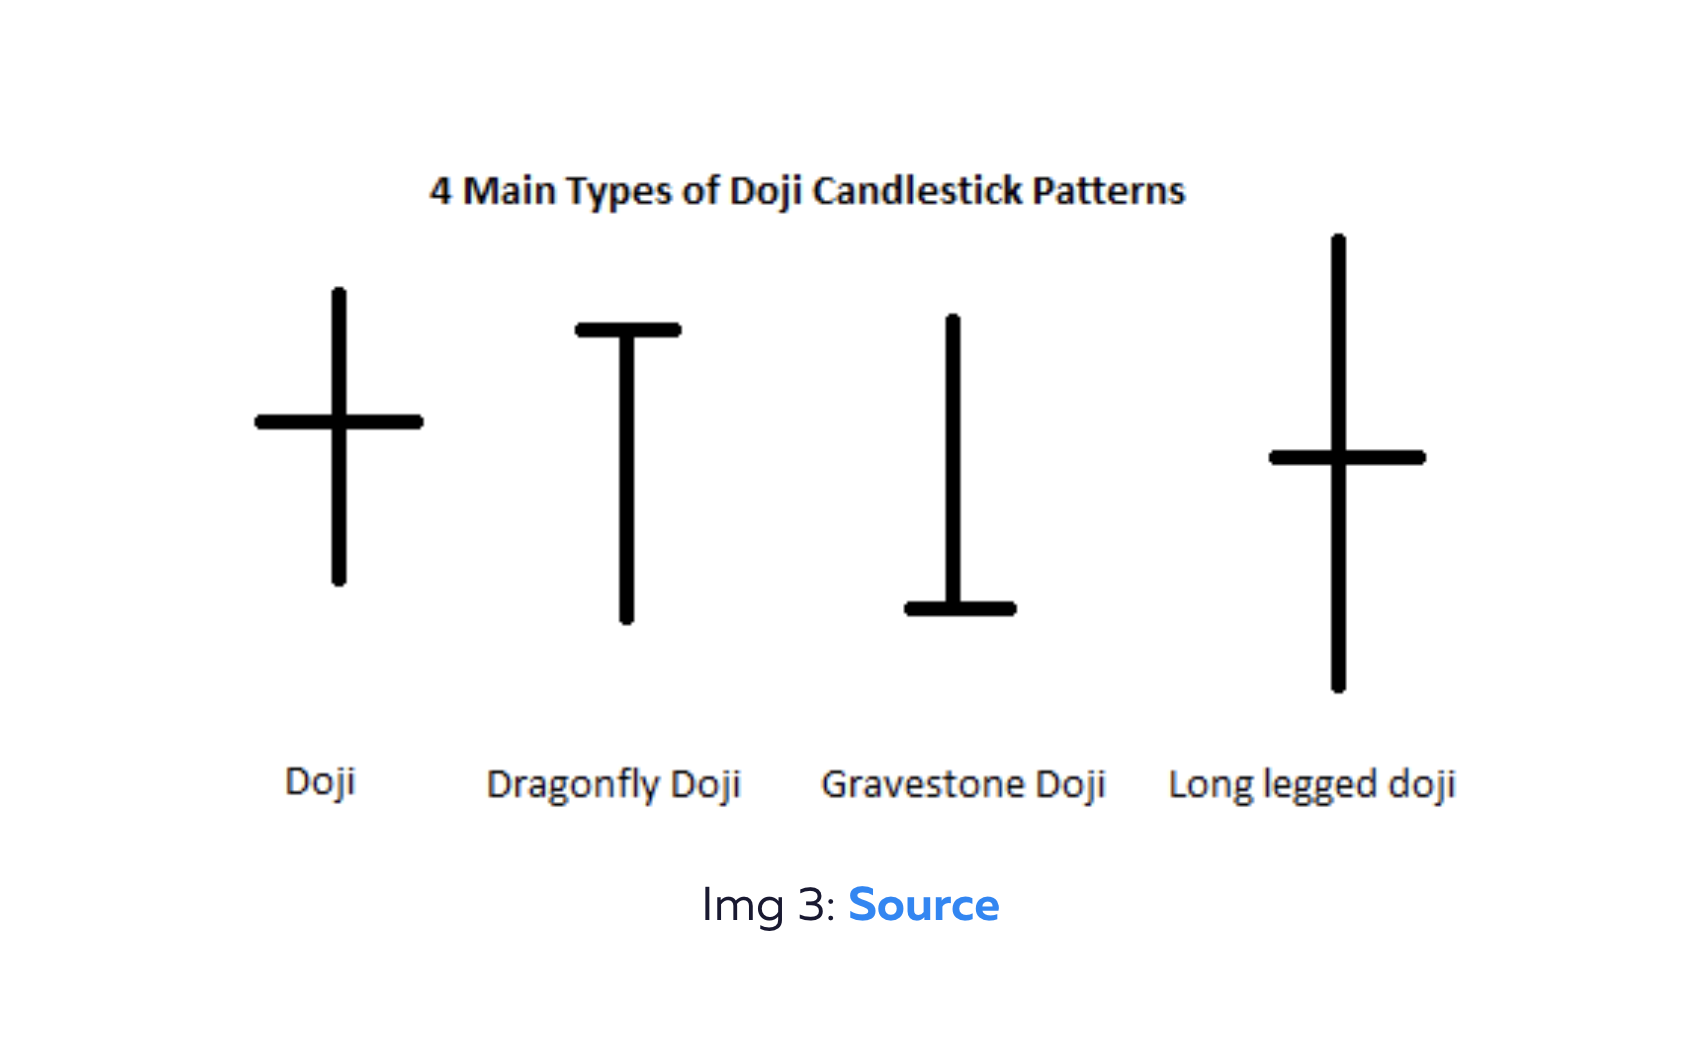 4 Main Types of Doji Candlestick Patterns
Doji
Dragonfly Doji
Gravestone Doji
Long legged doji
Img 3: Source